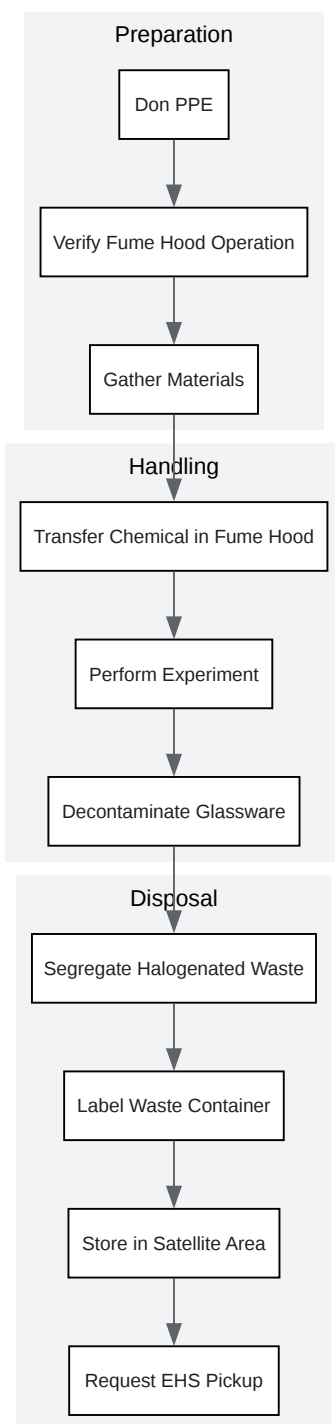 Preparation
Don PPE
Verify Fume Hood Operation
Gather Materials
Handling
Transfer Chemical in Fume Hood
Perform Experiment
Decontaminate Glassware
Disposal
Segregate Halogenated Waste
Label Waste Container
Store in Satellite Area
Request EHS Pickup